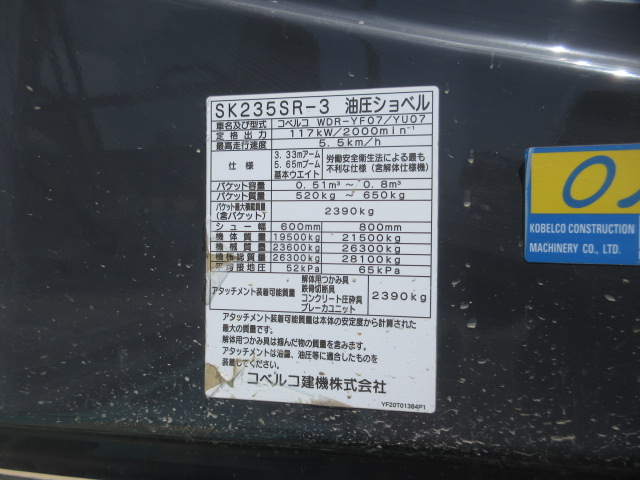 SK235SR-3 油圧ショベル
車名及び型式 コベルコ WDR-YF07/YU07
定格出力 117kW/2000min⁻¹
最高走行速度 5.5km/h
仕様 3.33mアーム 5.65mブーム 基本ウエイト 労働安全衛生法による最も不利な仕様(含解体仕様機)
バケット容量 0.51m³~0.8m³
バケット質量 520kg~650kg
バケット最大積載質量(含バケット) 2390kg
シュー幅 600mm 800mm
機体質量 19500kg 21500kg
機械質量 23600kg 26300kg
機械総質量 26300kg 28100kg
接地圧 52kPa 65kPa
アタッチメント装着可能質量 解体用つかみ具 鉄骨切断具 コンクリート圧砕具 ブレーカユニット 2390kg
アタッチメント装着可能質量は本体の安定度から計算された
最大の質量です。
解体用つかみ具は掴んだ物の質量を含みます。
アタッチメントは油量、油圧等に適合したものを
装着してください。
コベルコ建機株式会社
YF20T01384P1
KOBELCO CONSTRUCTION
MACHINERY CO., LTD.